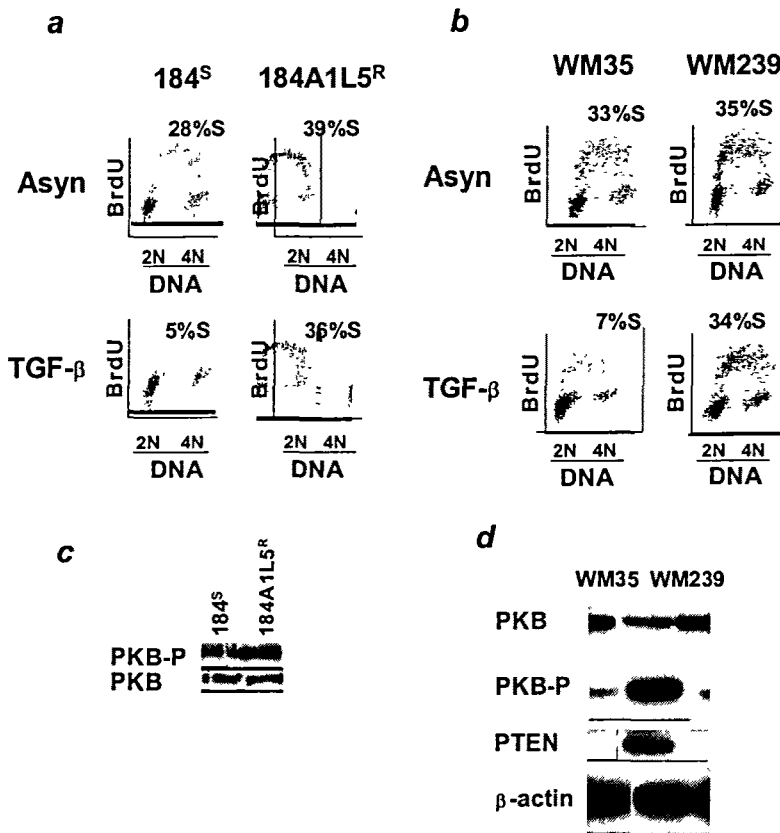 a
184S 184A1L5R
Asyn
BrdU
28%S
2N 4N
DNA
BrdU
39%S
2N 4N
DNA
TGF-β
BrdU
5%S
2N 4N
DNA
BrdU
36%S
2N 4N
DNA
b
WM35 WM239
Asyn
BrdU
33%S
2N 4N
DNA
BrdU
35%S
2N 4N
DNA
TGF-β
BrdU
7%S
2N 4N
DNA
BrdU
34%S
2N 4N
DNA
c
184S
184A1L5R
PKB-P
PKB
d
WM35 WM239
PKB
PKB-P
PTEN
β-actin